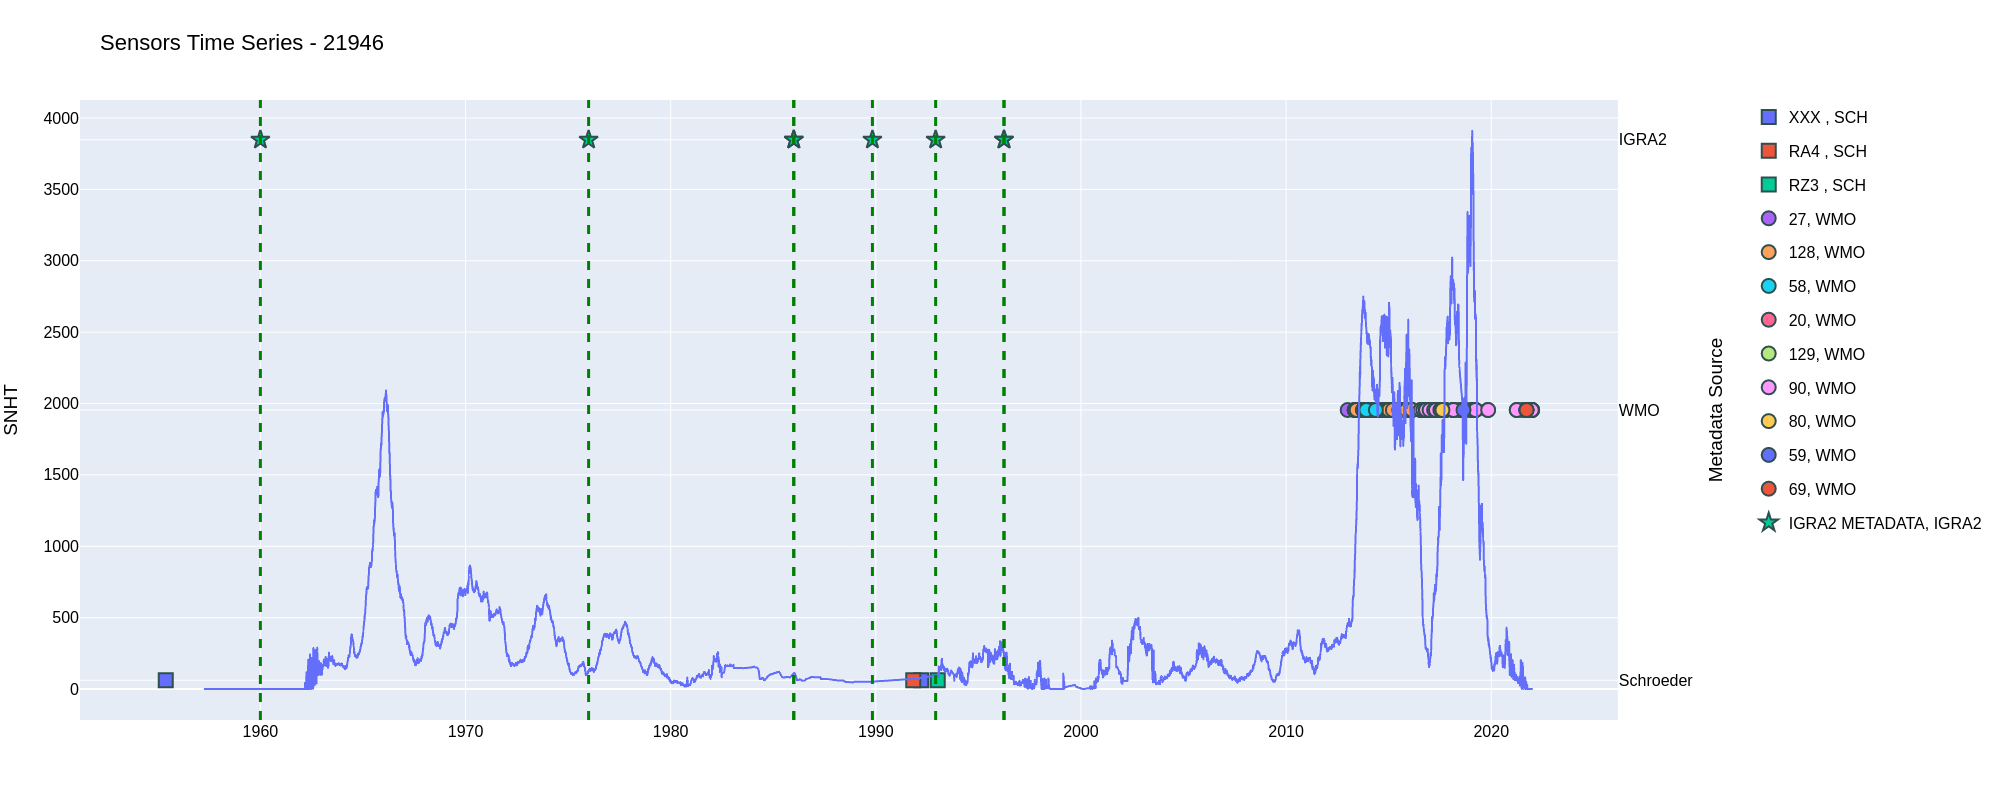 Sensors Time Series - 21946
SNHT
4000
3500
3000
2500
2000
1500
1000
500
0
1960
1970
1980
1990
2000
2010
2020
IGRA2
WMO
Schroeder
Metadata Source
XXX , SCH
RA4 , SCH
RZ3 , SCH
27, WMO
128, WMO
58, WMO
20, WMO
129, WMO
90, WMO
80, WMO
59, WMO
69, WMO
IGRA2 METADATA, IGRA2